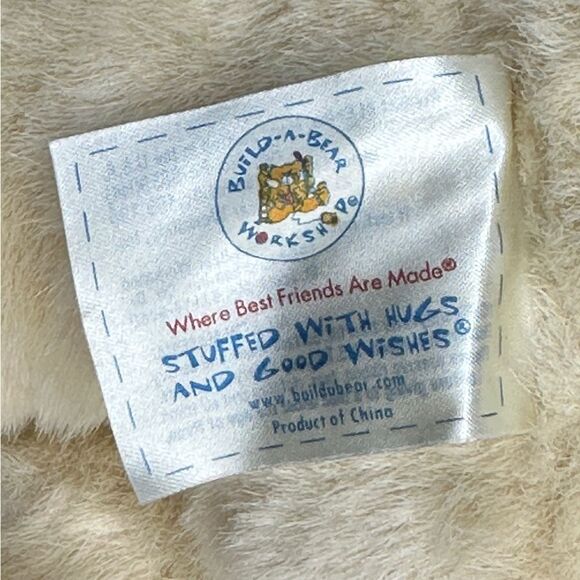 BUILD-A-BEAR
WORKSHOP
Where Best Friends Are Made®
STUFFED WITH HUGS
AND GOOD WISHES®
www.buildabear.com
Product of China